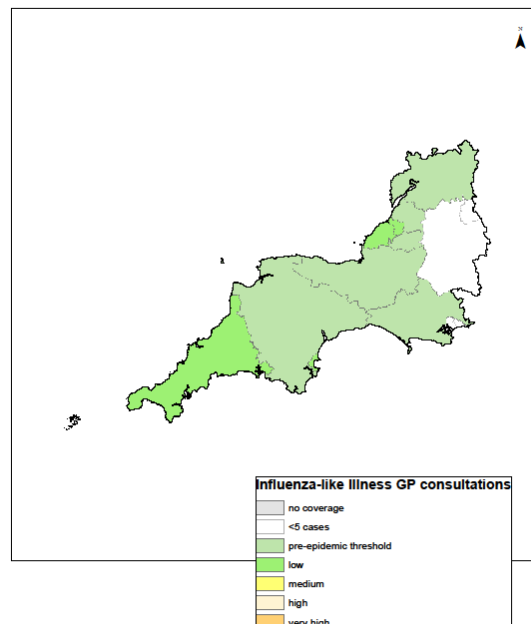 N
Influenza-like Illness GP consultations
no coverage
<5 cases
pre-epidemic threshold
low
medium
high
very high